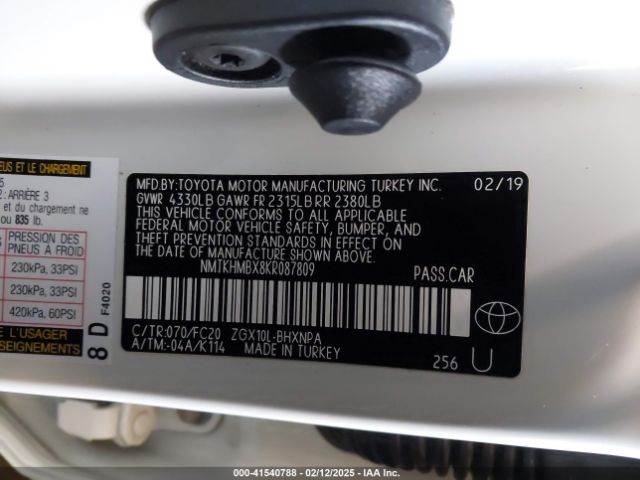 EUS ET LE CHARGEMENT
5
2: ARRIÈRE 3
et du chargement ne
ou 835 lb.
PRESSION DES
PNEUS À FROID
230kPa, 33PSI
230kPa, 33PSI
420kPa, 60PSI
E L'USAGER
ENSEIGNEMENTS
8 D F4020
MFD.BY:TOYOTA MOTOR MANUFACTURING TURKEY INC. 02/19
GVWR 4330LB GAWR FR 2315LB RR 2380LB
THIS VEHICLE CONFORMS TO ALL APPLICABLE
FEDERAL MOTOR VEHICLE SAFETY, BUMPER, AND
THEFT PREVENTION STANDARDS IN EFFECT ON
THE DATE OF MANUFACTURE SHOWN ABOVE.
NMTKHMBX8KR087809 PASS.CAR
C/TR:070/FC20 ZGX10L-BHXNPA
A/TM:-04A/K114 MADE IN TURKEY
256 U
000-41540788 - 02/12/2025 - IAA Inc.